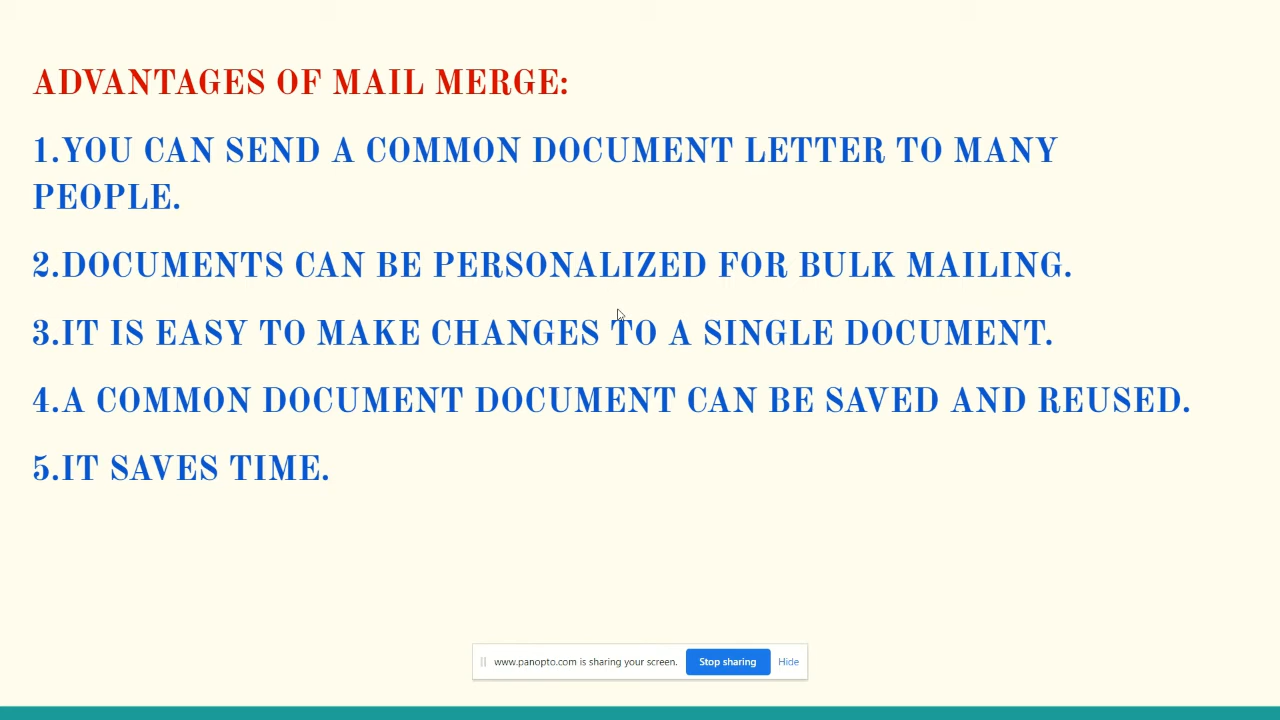 ADVANTAGES OF MAIL MERGE:
1.YOU CAN SEND A COMMON DOCUMENT LETTER TO MANY
PEOPLE.
2.DOCUMENTS CAN BE PERSONALIZED FOR BULK MAILING.
3.IT IS EASY TO MAKE CHANGES TO A SINGLE DOCUMENT.
4.A COMMON DOCUMENT DOCUMENT CAN BE SAVED AND REUSED.
5.IT SAVES TIME.
www.panopto.com is sharing your screen. Stop sharing Hide